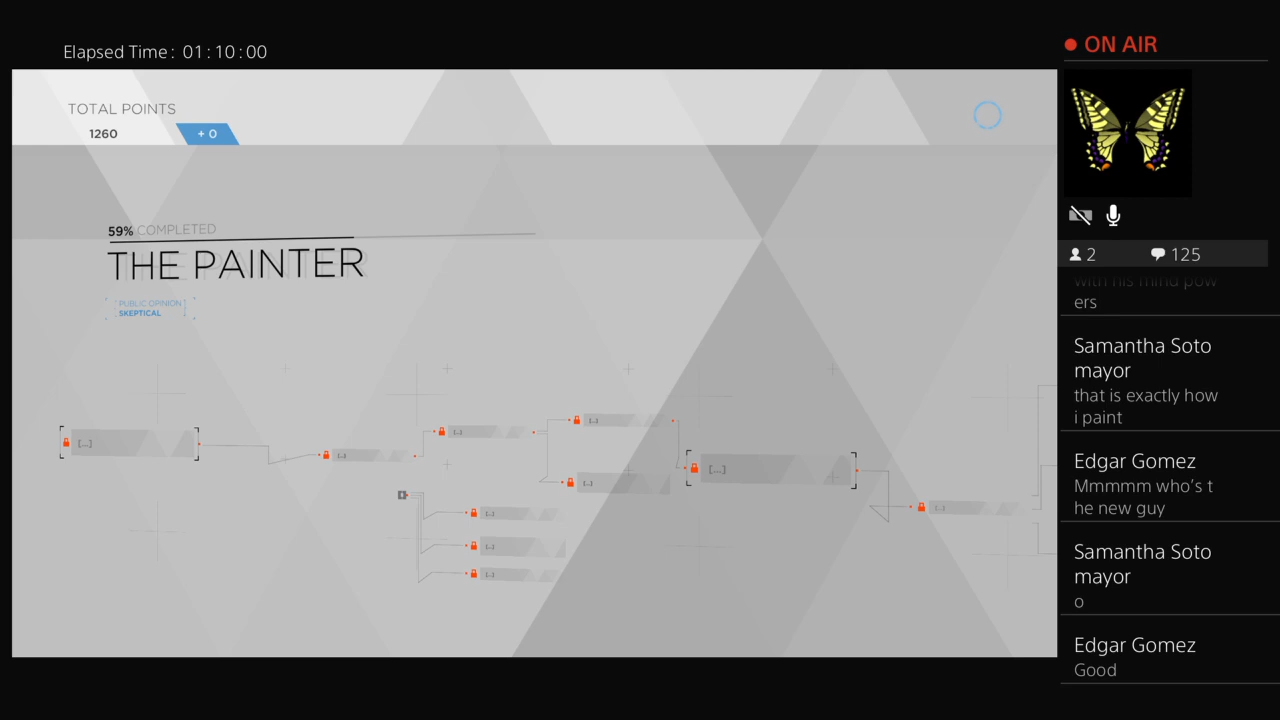 Elapsed Time: 01:10:00
ON AIR
TOTAL POINTS
1260
+ 0
59% COMPLETED
THE PAINTER
PUBLIC OPINION
SKEPTICAL
[...]
[...]
[...]
[...]
[...]
[...]
[...]
[...]
[...]
[...]
2
125
with his mind pow
ers
Samantha Soto
mayor
that is exactly how
i paint
Edgar Gomez
Mmmmm who's t
he new guy
Samantha Soto
mayor
o
Edgar Gomez
Good